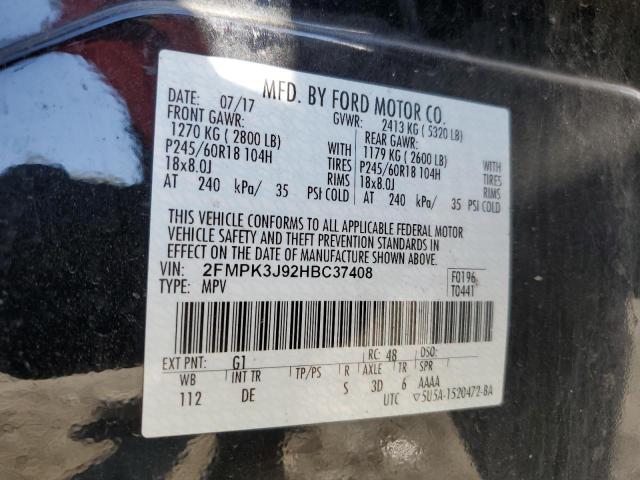 MFD. BY FORD MOTOR CO.
DATE: 07/17 GVWR: 2413 KG ( 5320 LB)
FRONT GAWR: REAR GAWR:
1270 KG ( 2800 LB) WITH 1179 KG ( 2600 LB) WITH
P245/60R18 104H TIRES P245/60R18 104H TIRES
18x8.0J RIMS 18x8.0J RIMS
AT 240 kPa/ 35 PSI COLD AT 240 kPa/ 35 PSI COLD
THIS VEHICLE CONFORMS TO ALL APPLICABLE FEDERAL MOTOR
VEHICLE SAFETY AND THEFT PREVENTION STANDARDS IN
EFFECT ON THE DATE OF MANUFACTURE SHOWN ABOVE.
VIN: 2FMPK3J92HBC37408 F0196
TYPE: MPV T0441
EXT PNT: G1 RC: 48 DSO:
WB INT TR TP/PS R AXLE TR SPR
112 DE S 3D 6 AAAA
UTC ▽5U5A-1520472-BA